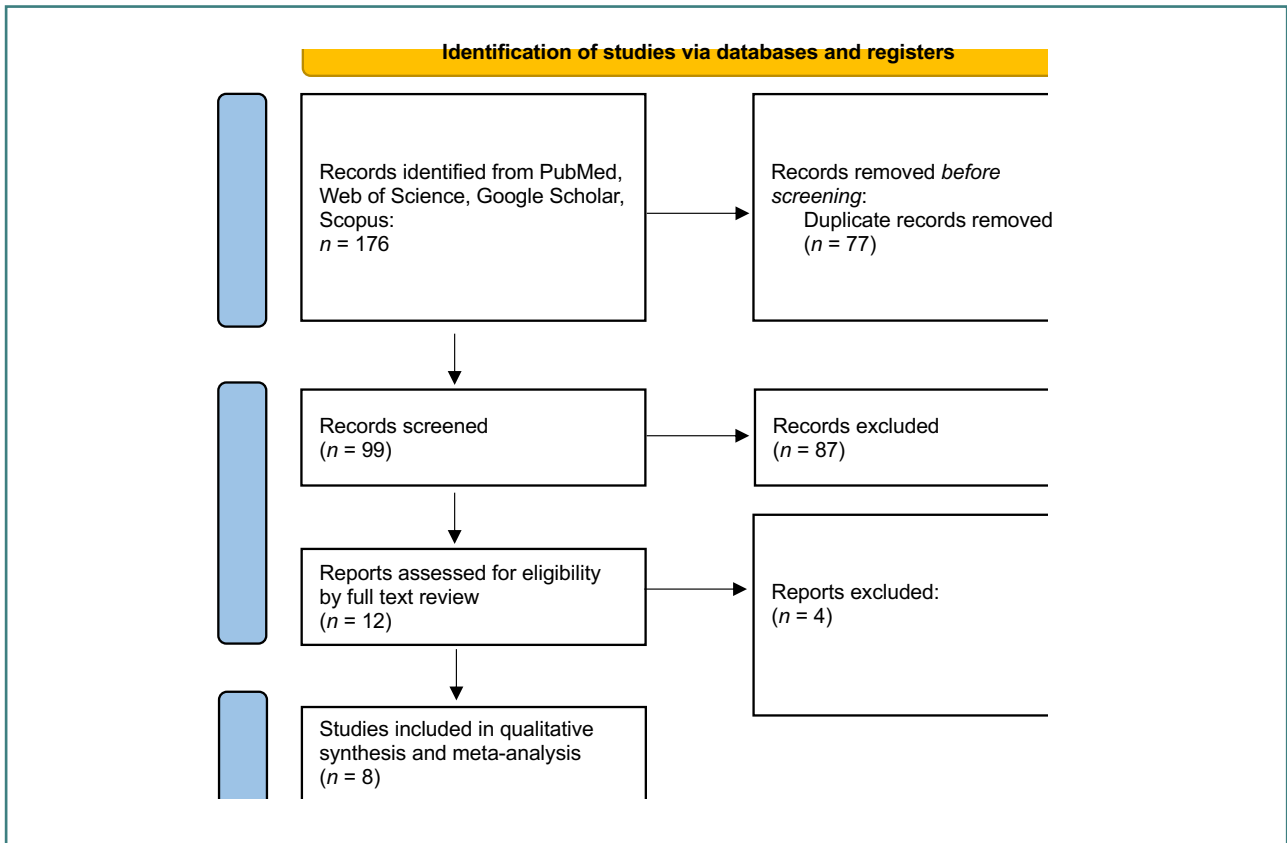 Identification of studies via databases and registers
Records identified from PubMed,
Web of Science, Google Scholar,
Scopus:
n = 176
Records removed before
screening:
Duplicate records removed
(n = 77)
Records screened
(n = 99)
Records excluded
(n = 87)
Reports assessed for eligibility
by full text review
(n = 12)
Reports excluded:
(n = 4)
Studies included in qualitative
synthesis and meta-analysis
(n = 8)